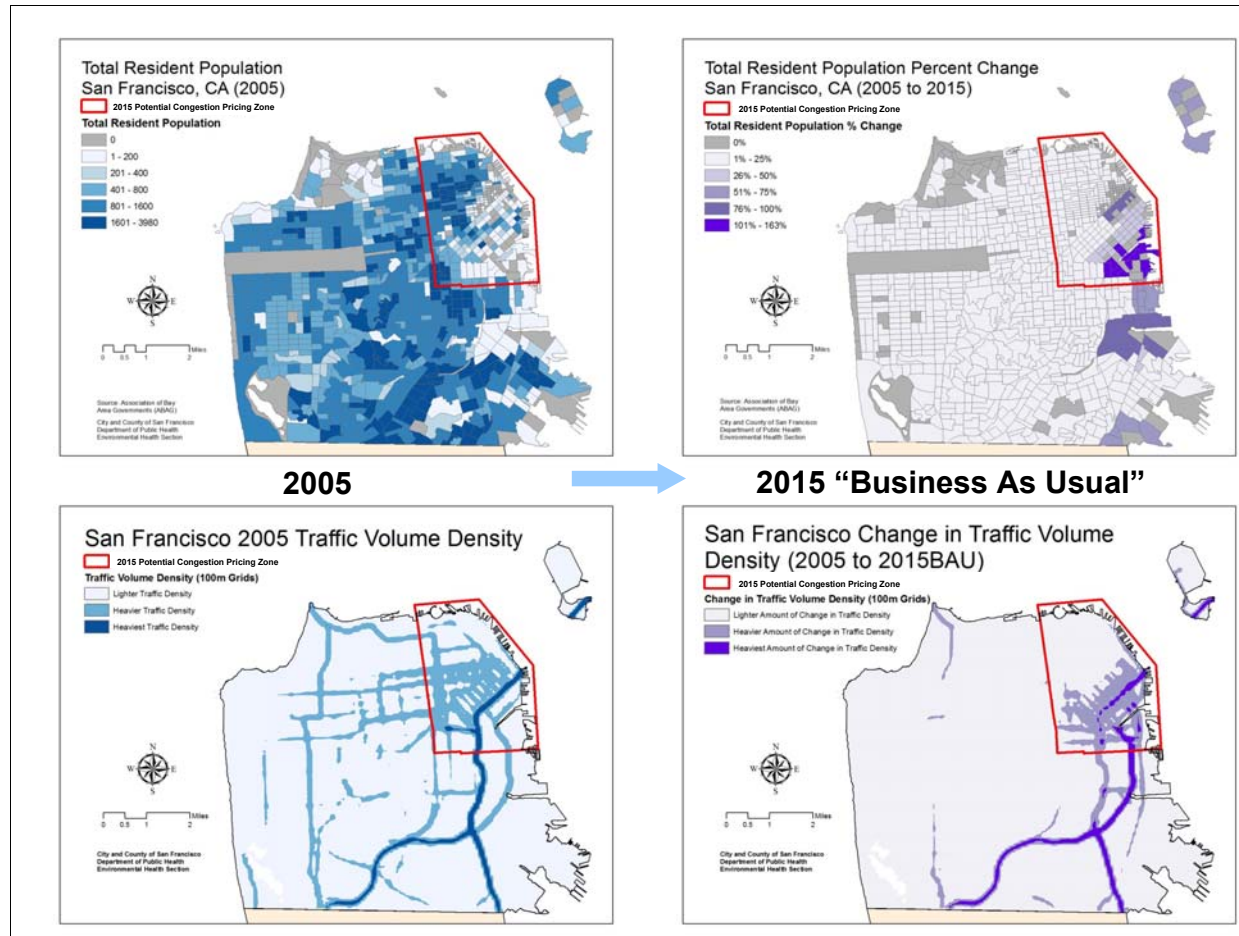 Total Resident Population
San Francisco, CA (2005)
2015 Potential Congestion Pricing Zone
Total Resident Population
0
1 - 200
201 - 400
401 - 800
801 - 1600
1601 - 3980
N
W E
S
Miles
0 0.5 1 2
Source: Association of Bay
Area Governments (ABAG)
City and County of San Francisco
Department of Public Health
Environmental Health Section
Total Resident Population Percent Change
San Francisco, CA (2005 to 2015)
2015 Potential Congestion Pricing Zone
Total Resident Population % Change
0%
1% - 25%
26% - 50%
51% - 75%
76% - 100%
101% - 163%
N
W E
S
Miles
0 0.5 1 2
Source: Association of Bay
Area Governments (ABAG)
City and County of San Francisco
Department of Public Health
Environmental Health Section
2005
2015 “Business As Usual”
San Francisco 2005 Traffic Volume Density
2015 Potential Congestion Pricing Zone
Traffic Volume Density (100m Grids)
Lighter Traffic Density
Heavier Traffic Density
Heaviest Traffic Density
N
W E
S
Miles
0 0.5 1 2
City and County of San Francisco
Department of Public Health
Environmental Health Section
San Francisco Change in Traffic Volume
Density (2005 to 2015BAU)
2015 Potential Congestion Pricing Zone
Change in Traffic Volume Density (100m Grids)
Lighter Amount of Change in Traffic Density
Heavier Amount of Change in Traffic Density
Heaviest Amount of Change in Traffic Density
N
W E
S
Miles
0 0.5 1 2
City and County of San Francisco
Department of Public Health
Environmental Health Section